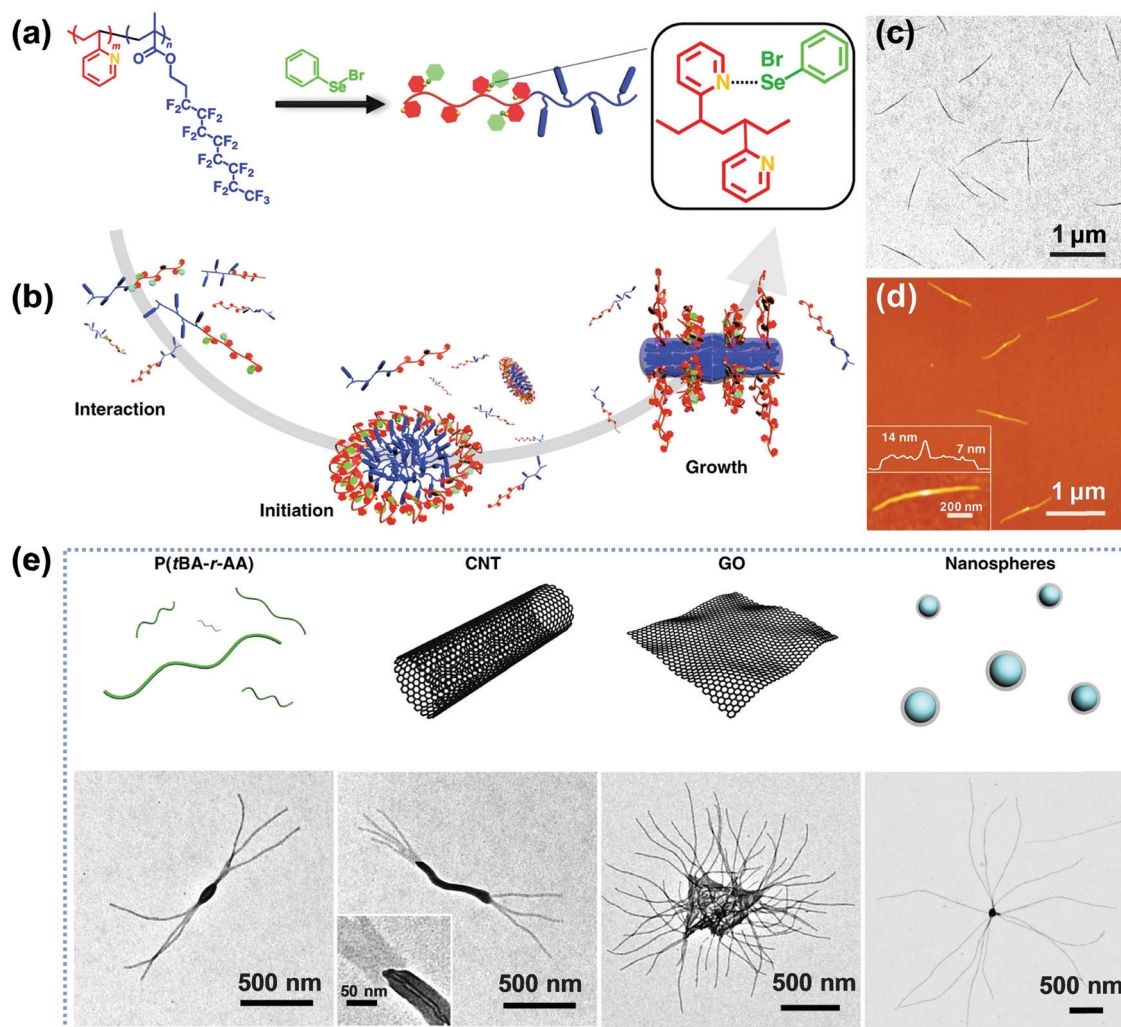 (a)
m
n
N
O
O
F₂ F₂
F₂ F₂
F₂ F₂
F₂
CF₃
Br
Se
Br
N Se
N
(c)
1 µm
(b)
Interaction
Initiation
Growth
(d)
14 nm
7 nm
200 nm
1 µm
(e)
P(tBA-r-AA) CNT GO Nanospheres
500 nm
50 nm
500 nm
500 nm
500 nm